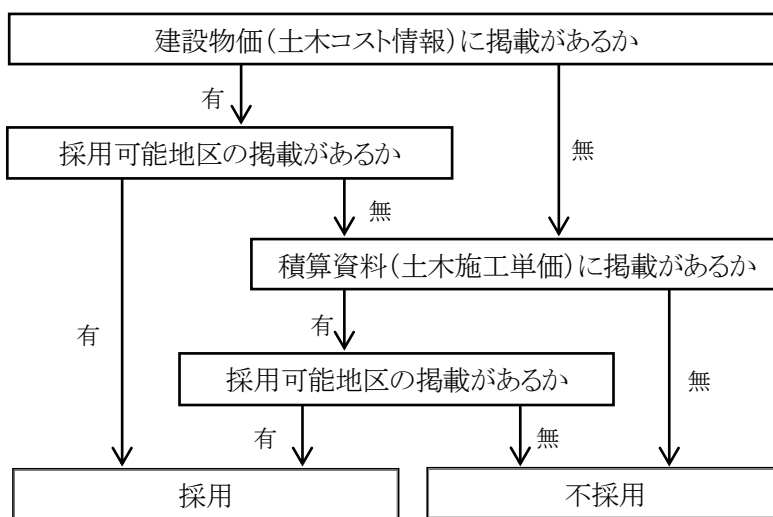 建設物価(土木コスト情報)に掲載があるか
有
採用可能地区の掲載があるか
無
無
積算資料(土木施工単価)に掲載があるか
有
有
採用可能地区の掲載があるか
無
有
無
採用
不採用